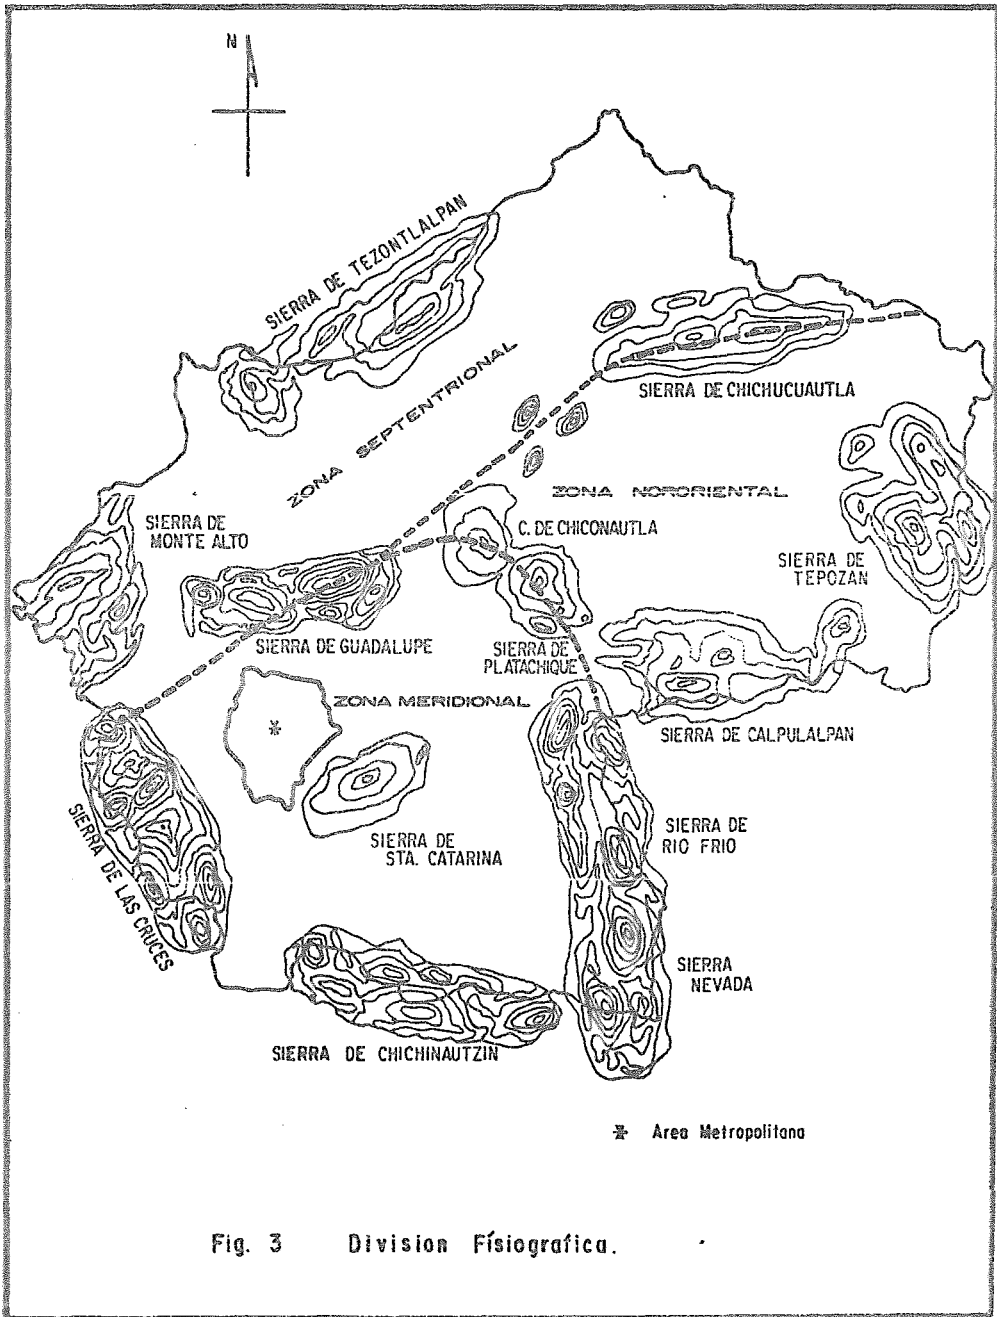 N
SIERRA DE TEZONTLALPAN
ZONA SEPTENTRIONAL
SIERRA DE CHICHUCUAUTLA
ZONA NORORIENTAL
SIERRA DE
MONTE ALTO
C. DE CHICONAUTLA
SIERRA DE
TEPOZAN
SIERRA DE GUADALUPE
SIERRA DE
PLATACHIQUE
ZONA MERIDIONAL
SIERRA DE CALPULALPAN
SIERRA DE LAS CRUCES
SIERRA DE
STA. CATARINA
SIERRA DE
RIO FRIO
SIERRA
NEVADA
SIERRA DE CHICHINAUTZIN
* Area Metropolitana
Fig. 3 Division Físiografica.